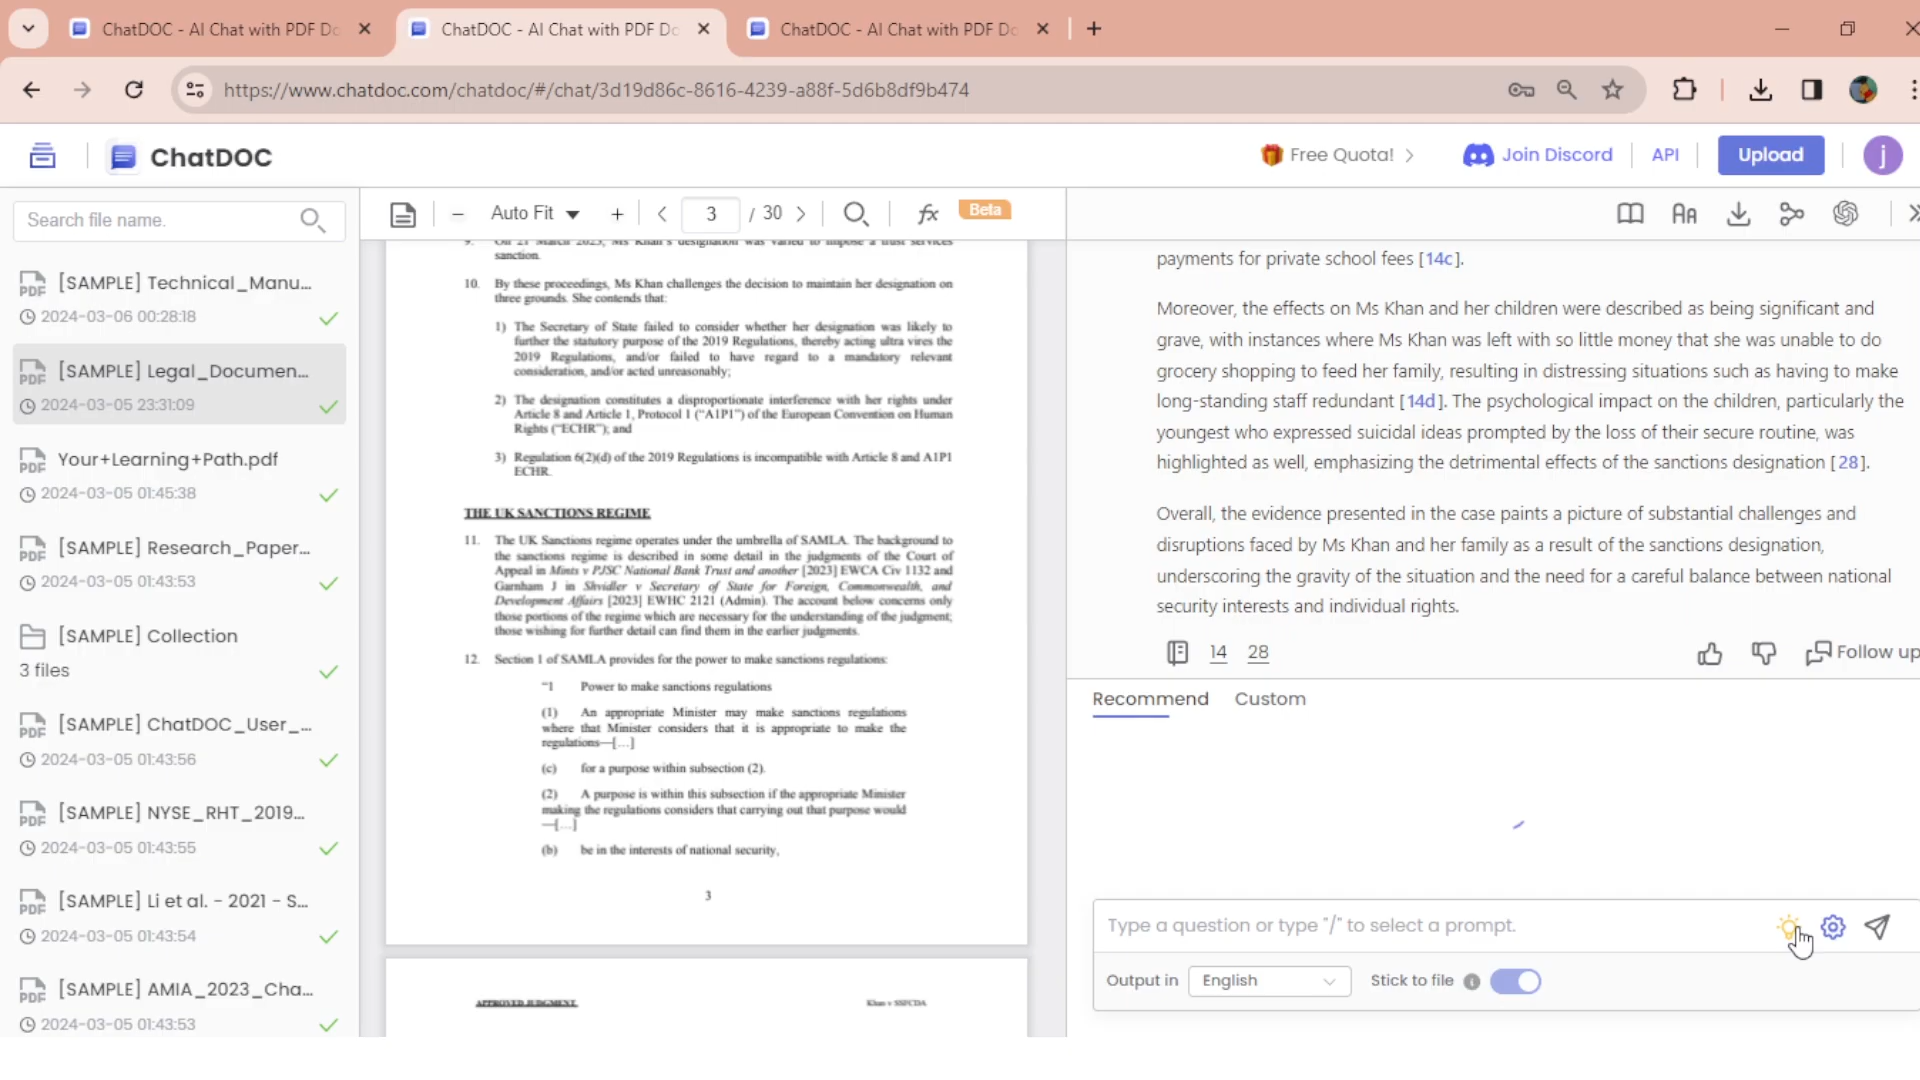 ChatDOC - AI Chat with PDF Do
ChatDOC - AI Chat with PDF Do
ChatDOC - AI Chat with PDF Do
https://www.chatdoc.com/chatdoc/#/chat/3d19d86c-8616-4239-a88f-5d6b8df9b474
ChatDOC
Free Quota!
Join Discord
API
Upload
j
Search file name.
[SAMPLE] Technical_Manu...
2024-03-06 00:28:18
[SAMPLE] Legal_Documen...
2024-03-05 23:31:09
Your+Learning+Path.pdf
2024-03-05 01:45:38
[SAMPLE] Research_Paper...
2024-03-05 01:43:53
[SAMPLE] Collection
3 files
[SAMPLE] ChatDOC_User_...
2024-03-05 01:43:56
[SAMPLE] NYSE_RHT_2019...
2024-03-05 01:43:55
[SAMPLE] Li et al. - 2021 - S...
2024-03-05 01:43:54
[SAMPLE] AMIA_2023_Cha...
2024-03-05 01:43:53
Auto Fit
3 / 30
fx
Beta
9. On 21 March 2023, Ms Khan's designation was varied to impose a trust services
sanction.
10. By these proceedings, Ms Khan challenges the decision to maintain her designation on
three grounds. She contends that:
1) The Secretary of State failed to consider whether her designation was likely to
further the statutory purpose of the 2019 Regulations, thereby acting ultra vires the
2019 Regulations, and/or failed to have regard to a mandatory relevant
consideration, and/or acted unreasonably;
2) The designation constitutes a disproportionate interference with her rights under
Article 8 and Article 1, Protocol 1 ("A1P1") of the European Convention on Human
Rights ("ECHR"); and
3) Regulation 6(2)(d) of the 2019 Regulations is incompatible with Article 8 and A1P1
ECHR.
THE UK SANCTIONS REGIME
11. The UK Sanctions regime operates under the umbrella of SAMLA. The background to
the sanctions regime is described in some detail in the judgments of the Court of
Appeal in Mints v PJSC National Bank Trust and another [2023] EWCA Civ 1132 and
Garnham J in Shvidler v Secretary of State for Foreign, Commonwealth, and
Development Affairs [2023] EWHC 2121 (Admin). The account below concerns only
those portions of the regime which are necessary for the understanding of the judgment;
those wishing for further detail can find them in the earlier judgments.
12. Section 1 of SAMLA provides for the power to make sanctions regulations:
"1 Power to make sanctions regulations
(1) An appropriate Minister may make sanctions regulations
where that Minister considers that it is appropriate to make the
regulations—[…]
(c) for a purpose within subsection (2).
(2) A purpose is within this subsection if the appropriate Minister
making the regulations considers that carrying out that purpose would
—[…]
(b) be in the interests of national security,
3
APPROVED JUDGMENT
Khan v SSFCDA
payments for private school fees [14c].
Moreover, the effects on Ms Khan and her children were described as being significant and
grave, with instances where Ms Khan was left with so little money that she was unable to do
grocery shopping to feed her family, resulting in distressing situations such as having to make
long-standing staff redundant [14d]. The psychological impact on the children, particularly the
youngest who expressed suicidal ideas prompted by the loss of their secure routine, was
highlighted as well, emphasizing the detrimental effects of the sanctions designation [28].
Overall, the evidence presented in the case paints a picture of substantial challenges and
disruptions faced by Ms Khan and her family as a result of the sanctions designation,
underscoring the gravity of the situation and the need for a careful balance between national
security interests and individual rights.
14 28
Follow up
Recommend Custom
Type a question or type "/" to select a prompt.
Output in English Stick to file